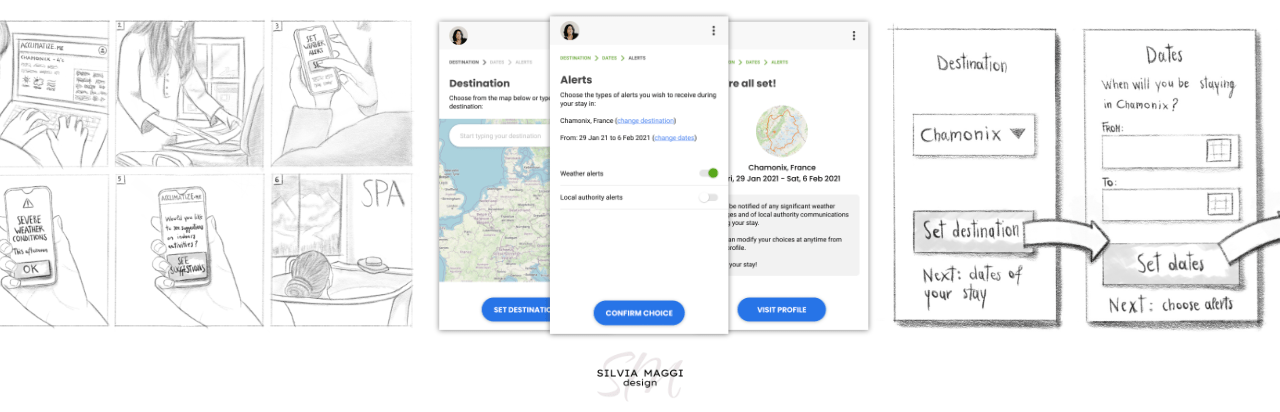 ACCLIMATIZE.ME
CHAMONIX -4°C
2
3
SET
WEATHER
ALERT
SEVERE
WEATHER
CONDITIONS
This afternoon
OK
5
ACCLIMATIZE.ME
Would you like
to see suggestions
on indoors
activities?
SEE
SUGGESTIONS
6
SPA
DESTINATION
DATES
ALERTS
Destination
Choose from the map below or type
destination:
Start typing your destination
SET DESTINATIO
DESTINATION
DATES
ALERTS
Alerts
Choose the types of alerts you wish to receive during
your stay in:
Chamonix, France (change destination)
From: 29 Jan 21 to 6 Feb 2021 (change dates)
Weather alerts
Local authority alerts
CONFIRM CHOICE
DATES
ALERTS
re all set!
Chamonix, France
i, 29 Jan 2021 - Sat, 6 Feb 2021
be notified of any significant weather
es and of local authority communications
your stay.
an modify your choices at anytime from
rofile.
your stay!
VISIT PROFILE
Destination
Chamonix
Set destination
Next: dates of
your stay
Dates
When will you be staying
in Chamonix?
FROM:
To:
Set dates
Next: choose alerts
SM
SILVIA MAGGI
design